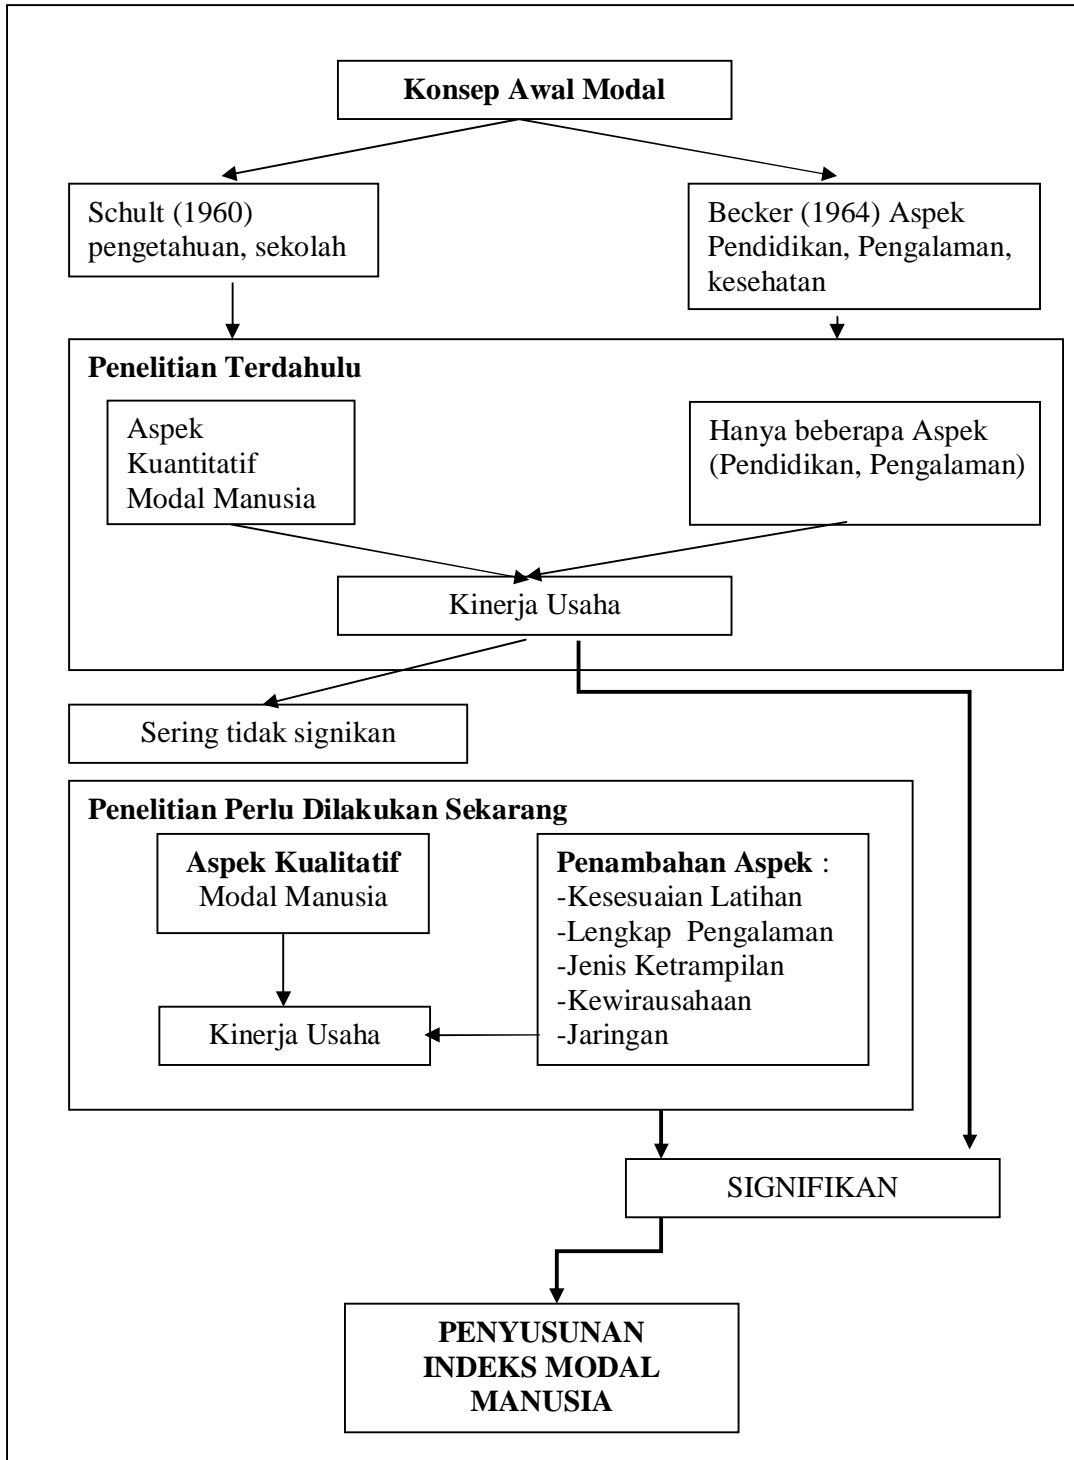 Konsep Awal Modal
Schult (1960)
pengetahuan, sekolah
Becker (1964) Aspek
Pendidikan, Pengalaman,
kesehatan
Penelitian Terdahulu
Aspek
Kuantitatif
Modal Manusia
Hanya beberapa Aspek
(Pendidikan, Pengalaman)
Kinerja Usaha
Sering tidak signikan
Penelitian Perlu Dilakukan Sekarang
Aspek Kualitatif
Modal Manusia
Kinerja Usaha
Penambahan Aspek :
-Kesesuaian Latihan
-Lengkap Pengalaman
-Jenis Ketrampilan
-Kewirausahaan
-Jaringan
SIGNIFIKAN
PENYUSUNAN
INDEKS MODAL
MANUSIA